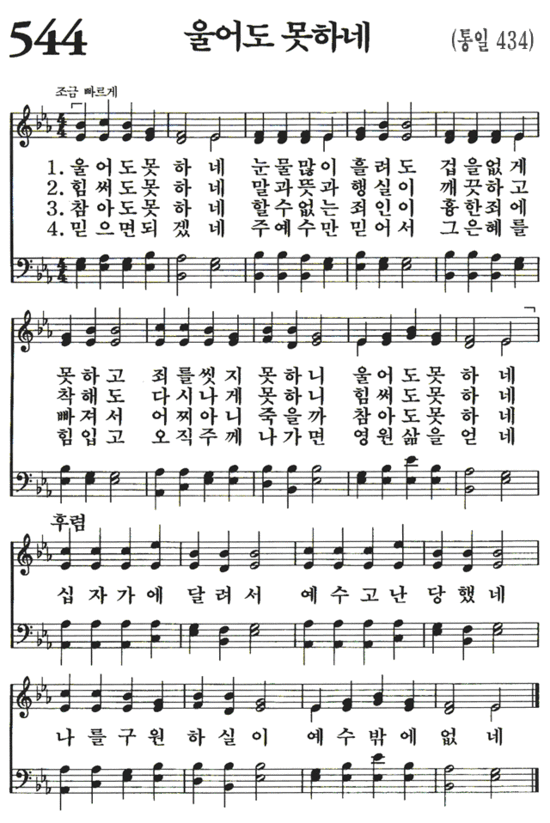 544 울어도 못하네 (통일 434)
조금 빠르게
1. 울어도못하네 눈물많이 흘려도 겁을없게
2. 힘써도못하네 말과뜻과 행실이 깨끗하고
3. 참아도못하네 할수없는 죄인이 흉한죄에
4. 믿으면되겠네 주예수만 믿어서 그은혜를
못하고 죄를씻지 못하니 울어도못하네
착해도 다시나게 못하니 힘써도못하네
빠져서 어찌아니 죽을까 참아도못하네
힘입고 오직주께 나가면 영원삶을얻네
후렴
십자가에 달려서 예수고난 당했네
나를구원 하실이 예수밖에없네